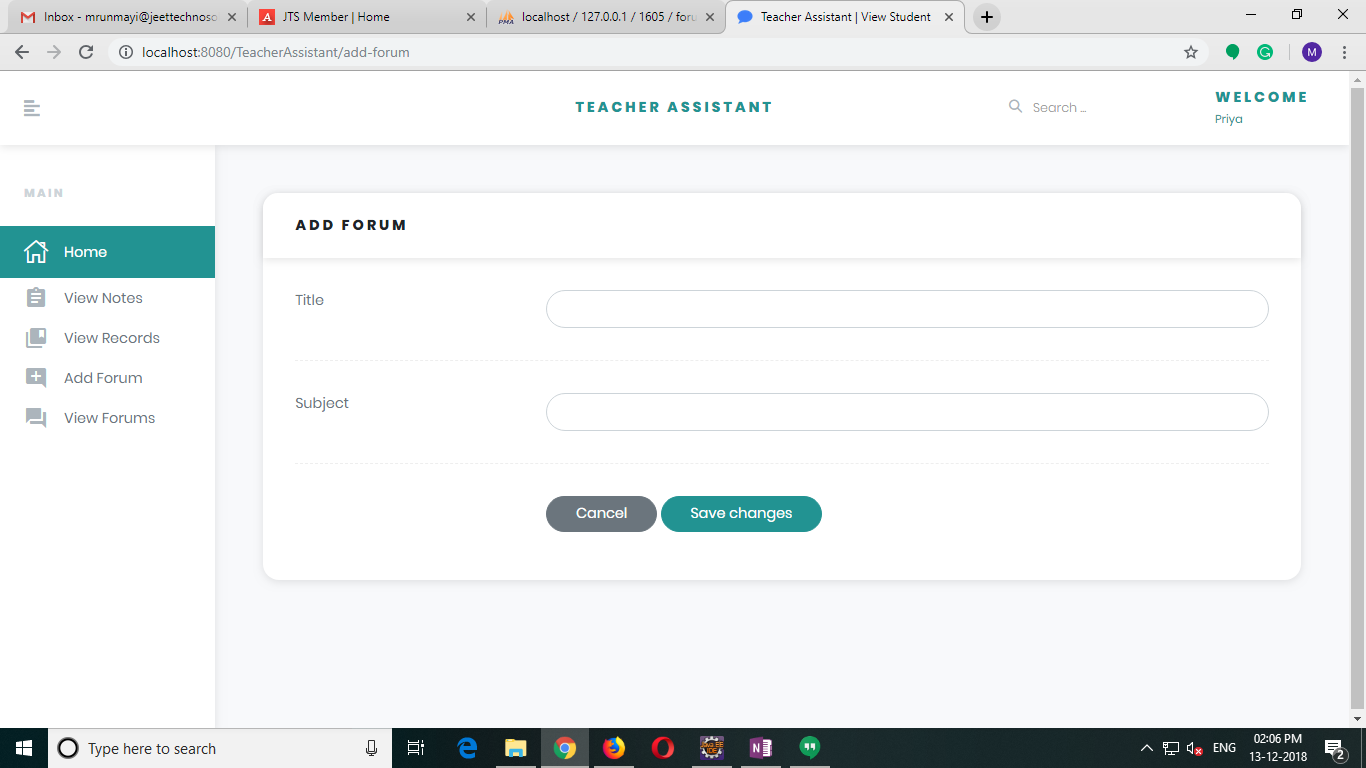 Inbox - mrunmayi@jeettechnoso
JTS Member | Home
localhost / 127.0.0.1 / 1605 / foru
Teacher Assistant | View Student
localhost:8080/TeacherAssistant/add-forum
M
TEACHER ASSISTANT
Search ...
WELCOME
Priya
MAIN
Home
View Notes
View Records
Add Forum
View Forums
ADD FORUM
Title
Subject
Cancel
Save changes
Type here to search
ENG
02:06 PM
13-12-2018
2